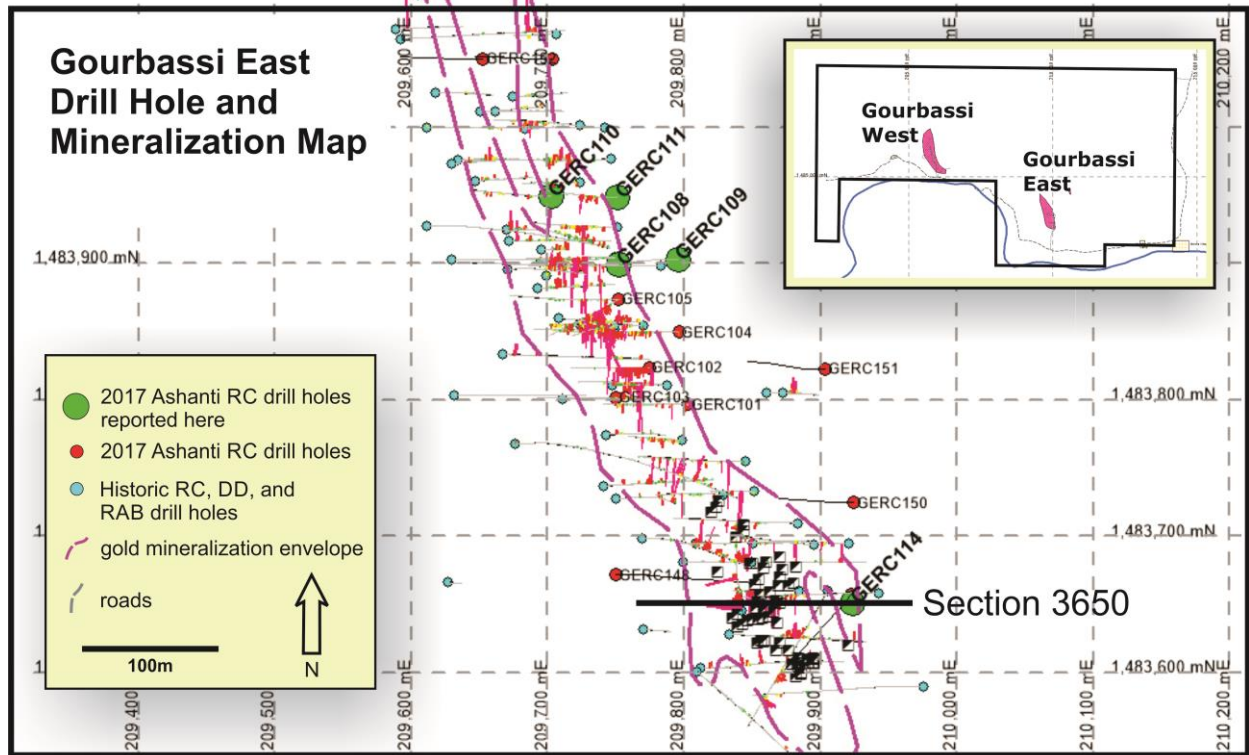 Gourbassi East
Drill Hole and
Mineralization Map
209,600 mE
209,700 mE
209,800 mE
mE
mE
mE
210,200 mE
GERC152
GERC110
GERC111
GERC108
GERC109
1,483,900 mN
GERC105
GERC104
GERC102
GERC151
GERC103
GERC101
1,483,800 mN
GERC150
1,483,700 mN
GERC148
GERC114
Section 3650
1,483,600 mN
Gourbassi
West
Gourbassi
East
2017 Ashanti RC drill holes
reported here
2017 Ashanti RC drill holes
Historic RC, DD, and
RAB drill holes
gold mineralization envelope
roads
100m
N
209,400 mE
209,500 mE
209,600 mE
209,700 mE
209,800 mE
209,900 mE
210,000 mE
210,100 mE
210,200 mE